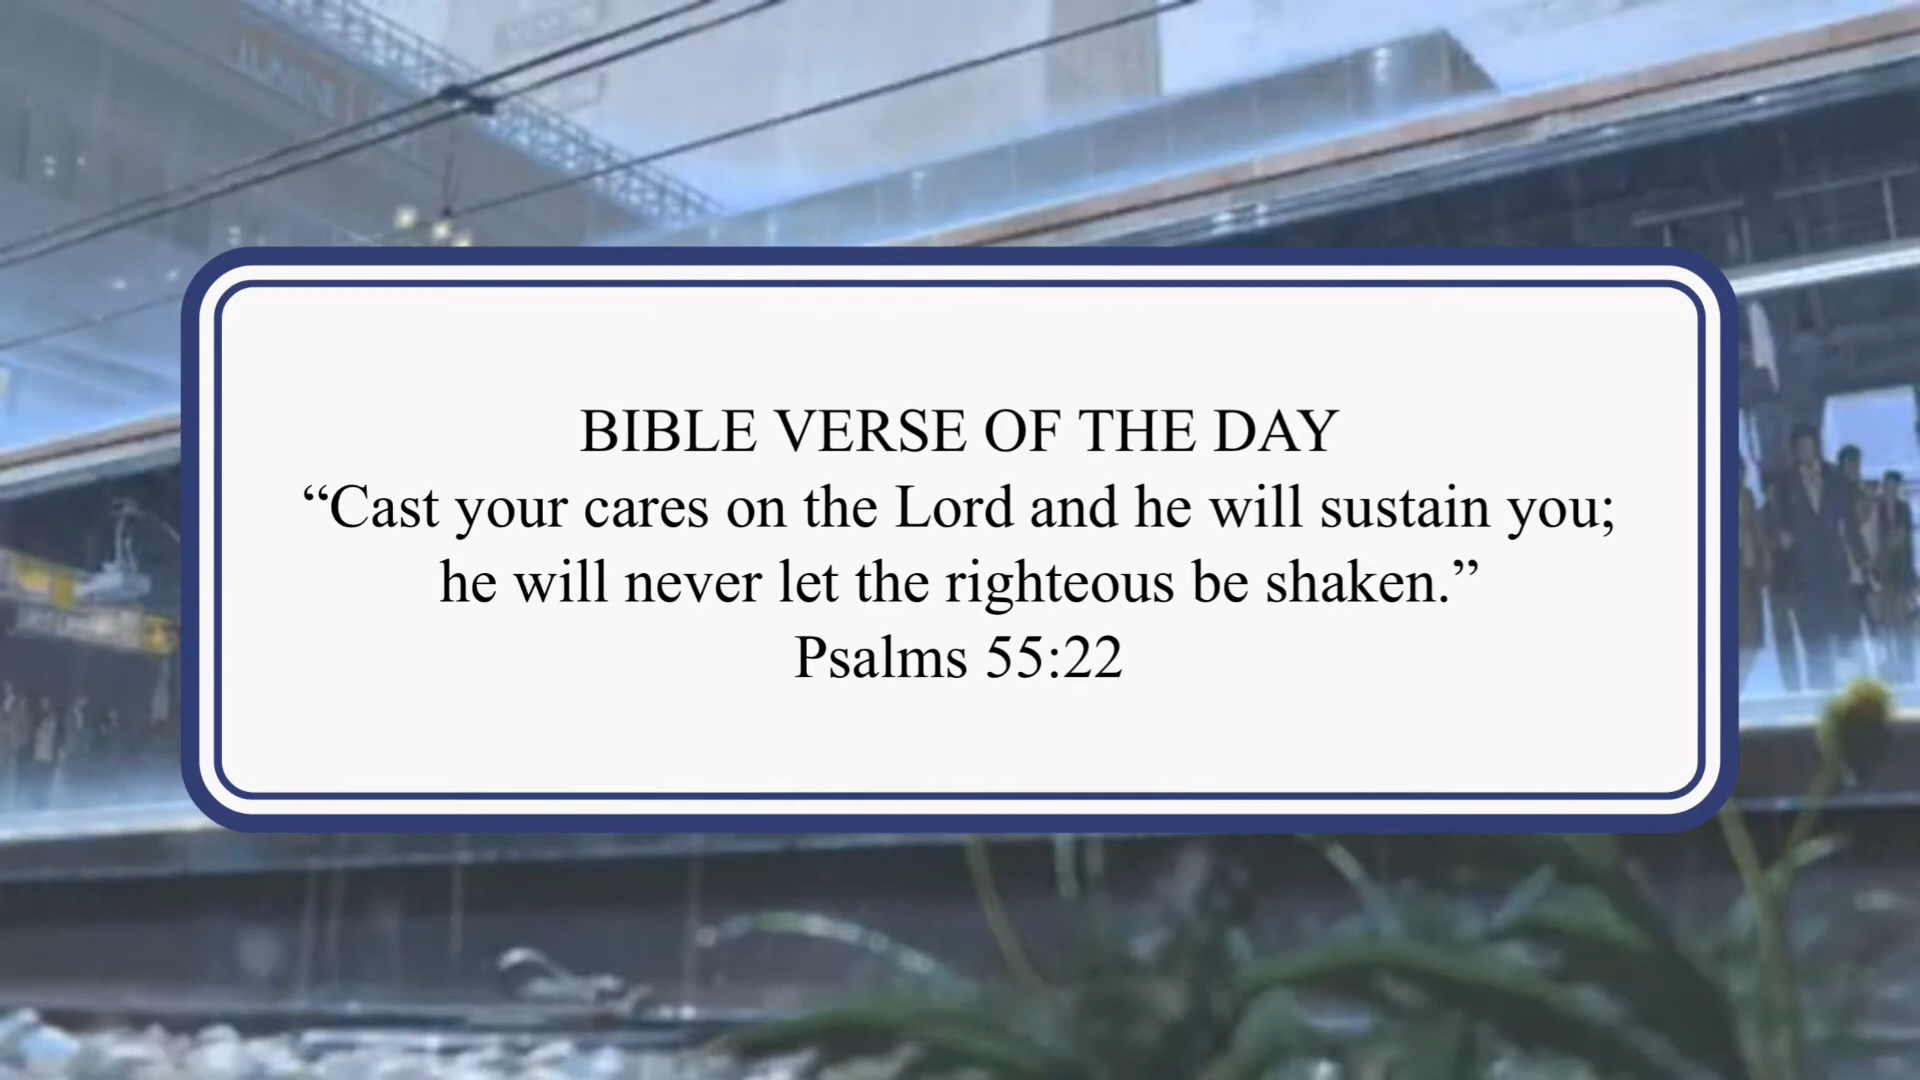 BIBLE VERSE OF THE DAY
“Cast your cares on the Lord and he will sustain you;
he will never let the righteous be shaken.”
Psalms 55:22